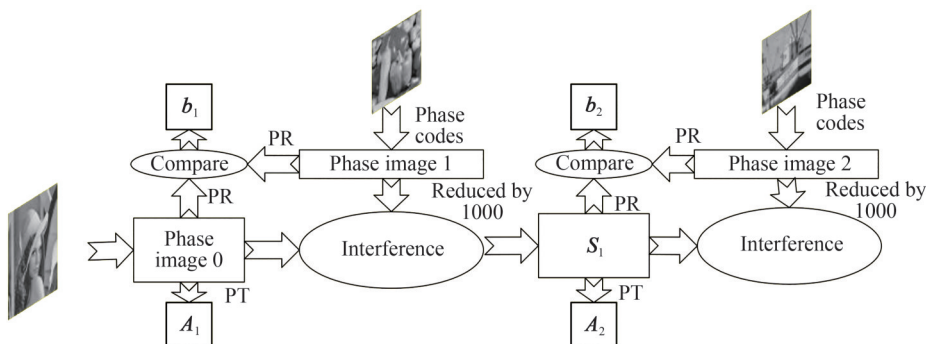 b₁
b₂
Phase
codes
Phase
codes
PR
PR
Compare
Phase image 1
Compare
Phase image 2
PR
Reduced by
1000
PR
Reduced by
1000
Phase
image 0
Interference
S₁
Interference
PT
PT
A₁
A₂